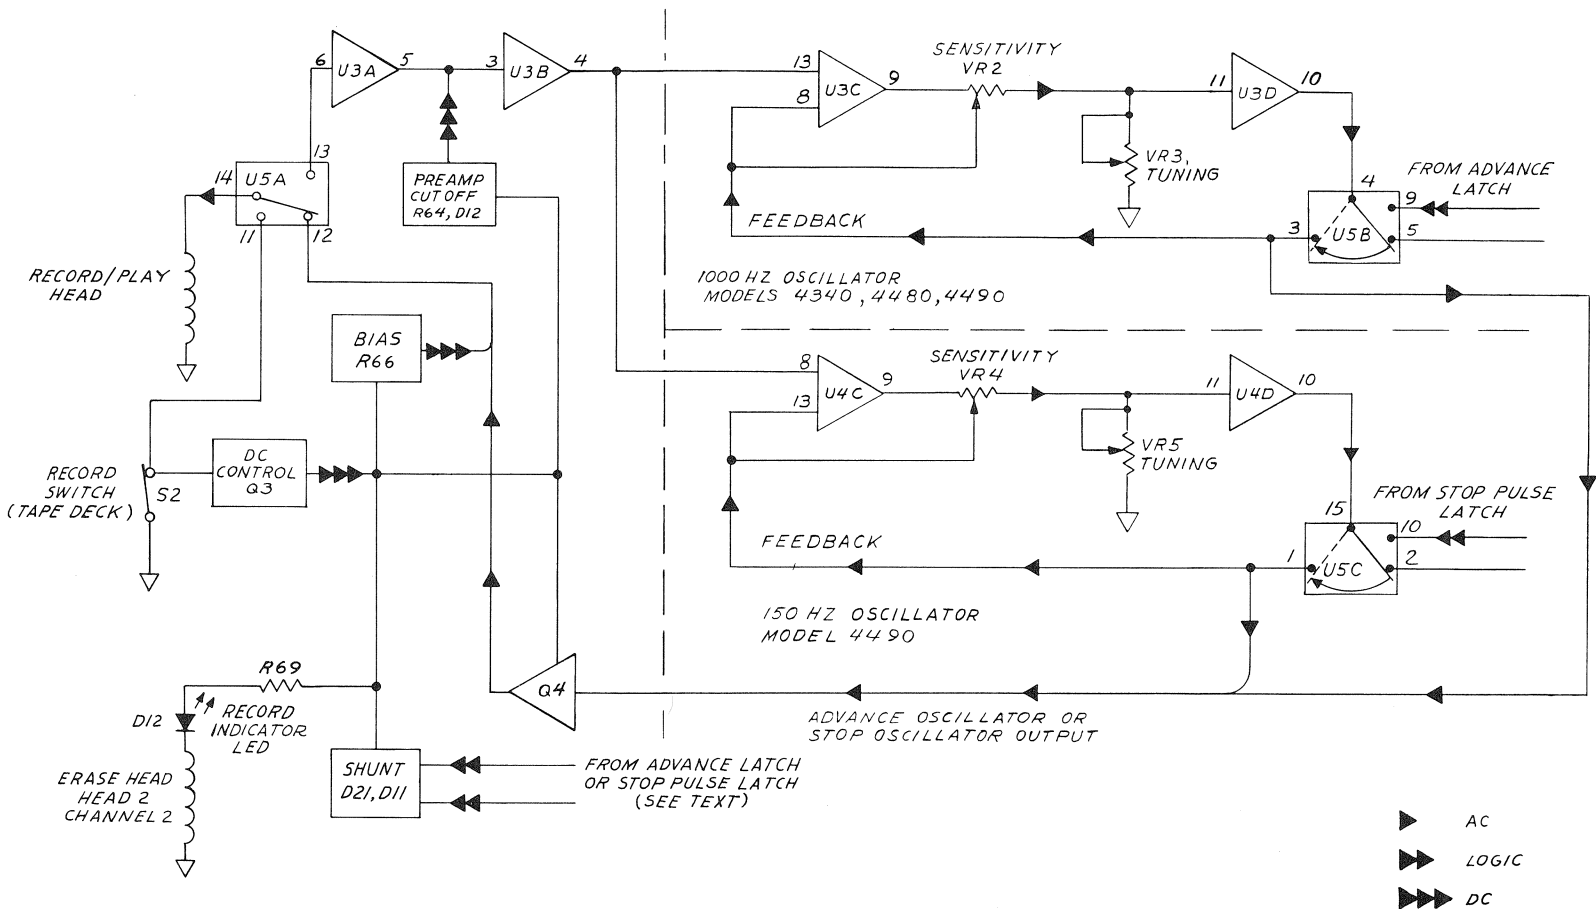 6
U3A
5
3
U3B
4
13
8
U3C
9
SENSITIVITY
VR2
11
U3D
10
VR3,
TUNING
FEEDBACK
4
FROM ADVANCE
LATCH
9
5
3
U5B
1000 HZ OSCILLATOR
MODELS 4340, 4480, 4490
13
14
U5A
11
12
PREAMP
CUT OFF
R64, D12
RECORD/PLAY
HEAD
BIAS
R66
DC
CONTROL
Q3
RECORD
SWITCH
(TAPE DECK)
S2
8
13
U4C
9
SENSITIVITY
VR4
11
U4D
10
VR5
TUNING
FEEDBACK
15
FROM STOP PULSE
LATCH
10
2
1
U5C
150 HZ OSCILLATOR
MODEL 4490
Q4
ADVANCE OSCILLATOR OR
STOP OSCILLATOR OUTPUT
R69
D12
RECORD
INDICATOR
LED
ERASE HEAD
HEAD 2
CHANNEL 2
SHUNT
D21, D11
FROM ADVANCE LATCH
OR STOP PULSE LATCH
(SEE TEXT)
AC
LOGIC
DC